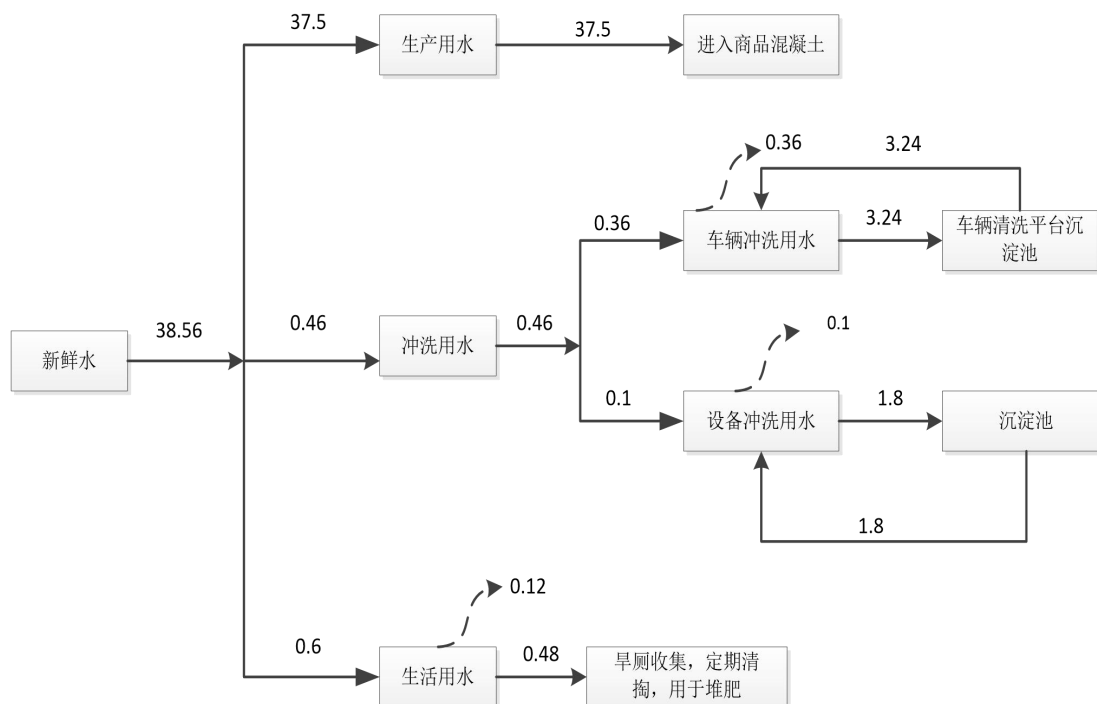 37.5
生产用水
37.5
进入商品混凝土
0.36
3.24
0.36
车辆冲洗用水
3.24
车辆清洗平台沉
淀池
新鲜水
38.56
0.46
冲洗用水
0.46
0.1
0.1
设备冲洗用水
1.8
沉淀池
1.8
0.12
0.6
生活用水
0.48
旱厕收集，定期清
掏，用于堆肥